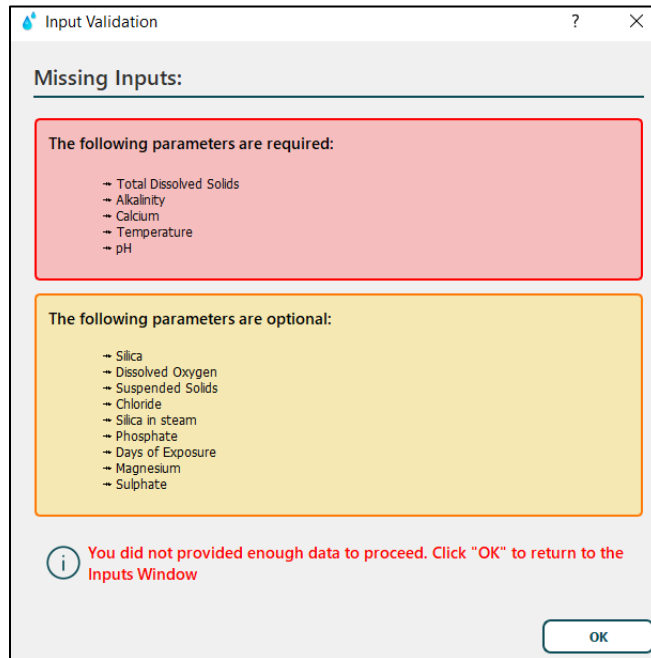 Input Validation
?
Missing Inputs:
The following parameters are required:
→ Total Dissolved Solids
→ Alkalinity
→ Calcium
→ Temperature
→ pH
The following parameters are optional:
→ Silica
→ Dissolved Oxygen
→ Suspended Solids
→ Chloride
→ Silica in steam
→ Phosphate
→ Days of Exposure
→ Magnesium
→ Sulphate
You did not provided enough data to proceed. Click "OK" to return to the
Inputs Window
OK